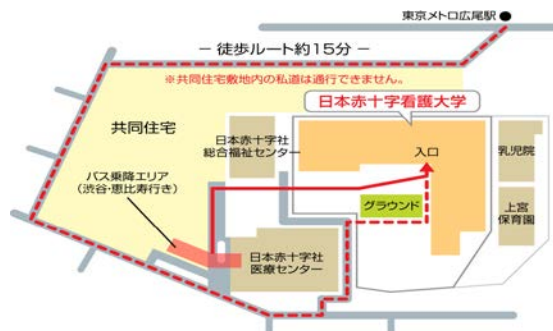 東京メトロ広尾駅
− 徒歩ルート約15分 −
※共同住宅敷地内の私道は通行できません。
日本赤十字看護大学
共同住宅
日本赤十字社
総合福祉センター
入口
乳児院
バス乗降エリア
(渋谷・恵比寿行き)
グラウンド
上宮
保育園
日本赤十字社
医療センター